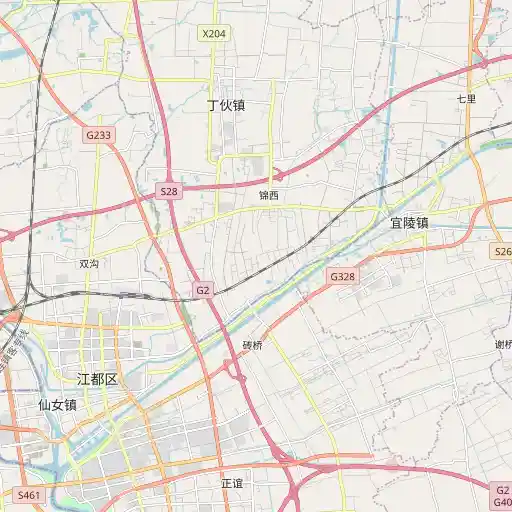 X204
丁伙镇
七里
G233
S28
锦西
宜陵镇
S26
双沟
G328
G2
砖桥
谢桥
江都区
仙女镇
正谊
S461
G2
G40